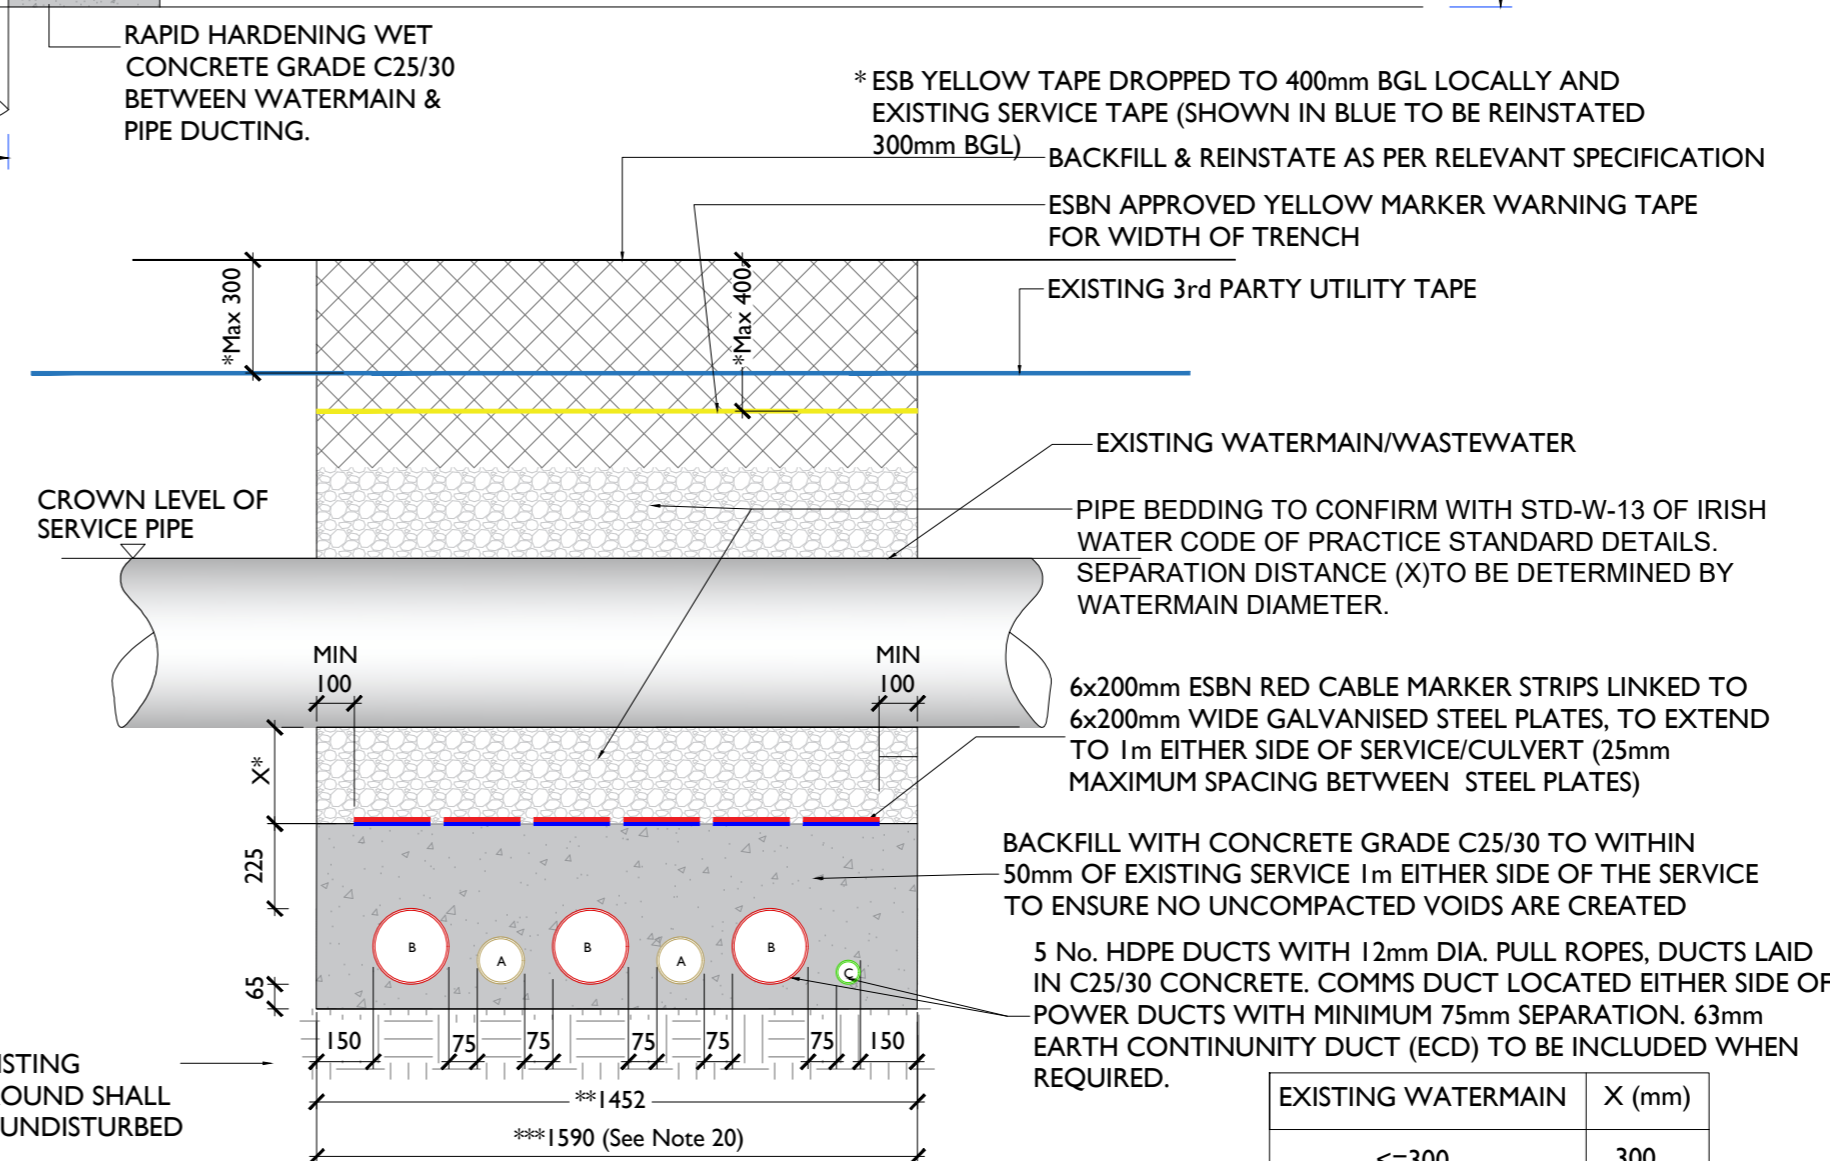 RAPID HARDENING WET
CONCRETE GRADE C25/30
BETWEEN WATERMAIN &
PIPE DUCTING.
* ESB YELLOW TAPE DROPPED TO 400mm BGL LOCALLY AND
EXISTING SERVICE TAPE (SHOWN IN BLUE TO BE REINSTATED
300mm BGL)
BACKFILL & REINSTATE AS PER RELEVANT SPECIFICATION
ESBN APPROVED YELLOW MARKER WARNING TAPE
FOR WIDTH OF TRENCH
*Max 300
*Max 400
EXISTING 3rd PARTY UTILITY TAPE
EXISTING WATERMAIN/WASTEWATER
CROWN LEVEL OF
SERVICE PIPE
PIPE BEDDING TO CONFIRM WITH STD-W-13 OF IRISH
WATER CODE OF PRACTICE STANDARD DETAILS.
SEPARATION DISTANCE (X)TO BE DETERMINED BY
WATERMAIN DIAMETER.
MIN
100
MIN
100
6x200mm ESBN RED CABLE MARKER STRIPS LINKED TO
6x200mm WIDE GALVANISED STEEL PLATES, TO EXTEND
TO 1m EITHER SIDE OF SERVICE/CULVERT (25mm
MAXIMUM SPACING BETWEEN STEEL PLATES)
X*
225
65
BACKFILL WITH CONCRETE GRADE C25/30 TO WITHIN
50mm OF EXISTING SERVICE 1m EITHER SIDE OF THE SERVICE
TO ENSURE NO UNCOMPACTED VOIDS ARE CREATED
B A B A B C
5 No. HDPE DUCTS WITH 12mm DIA. PULL ROPES, DUCTS LAID
IN C25/30 CONCRETE. COMMS DUCT LOCATED EITHER SIDE OF
POWER DUCTS WITH MINIMUM 75mm SEPARATION. 63mm
EARTH CONTINUNITY DUCT (ECD) TO BE INCLUDED WHEN
REQUIRED.
150 75 75 75 75 75 150
**1452
***1590 (See Note 20)
ISTING
OUND SHALL
UNDISTURBED
EXISTING WATERMAIN X (mm)
<=300 300